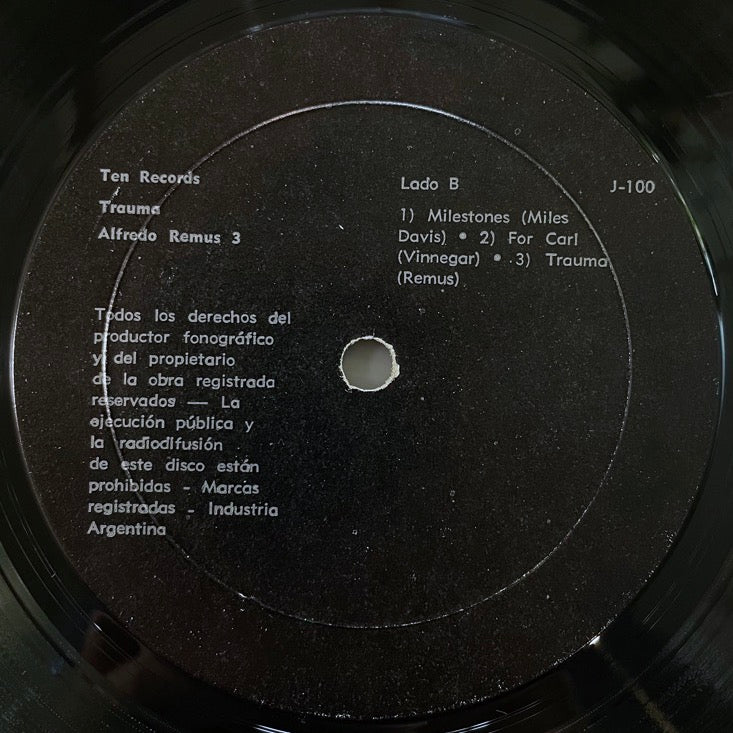 Ten Records
Trauma
Alfredo Remus 3
Lado B
J-100
1) Milestones (Miles
Davis) • 2) For Carl
(Vinnegar) • 3) Trauma
(Remus)
Todos los derechos del
productor fonográfico
y del propietario
de la obra registrada
reservados — La
ejecución pública y
la radiodifusión
de este disco están
prohibidas - Marcas
registradas - Industria
Argentina